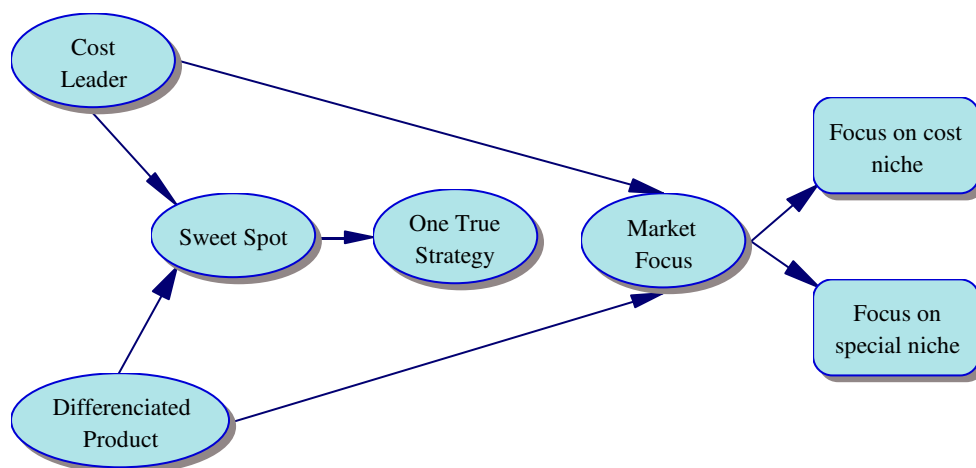 Cost
Leader
Focus on cost
niche
Sweet Spot
One True
Strategy
Market
Focus
Focus on
special niche
Differenciated
Product